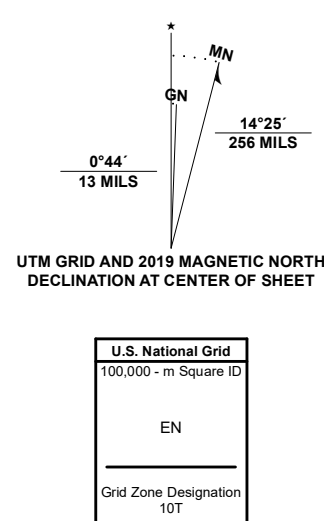 ★
MN
GN
14°25´
256 MILS
0°44´
13 MILS
UTM GRID AND 2019 MAGNETIC NORTH
DECLINATION AT CENTER OF SHEET
U.S. National Grid
100,000 - m Square ID
EN
Grid Zone Designation
10T